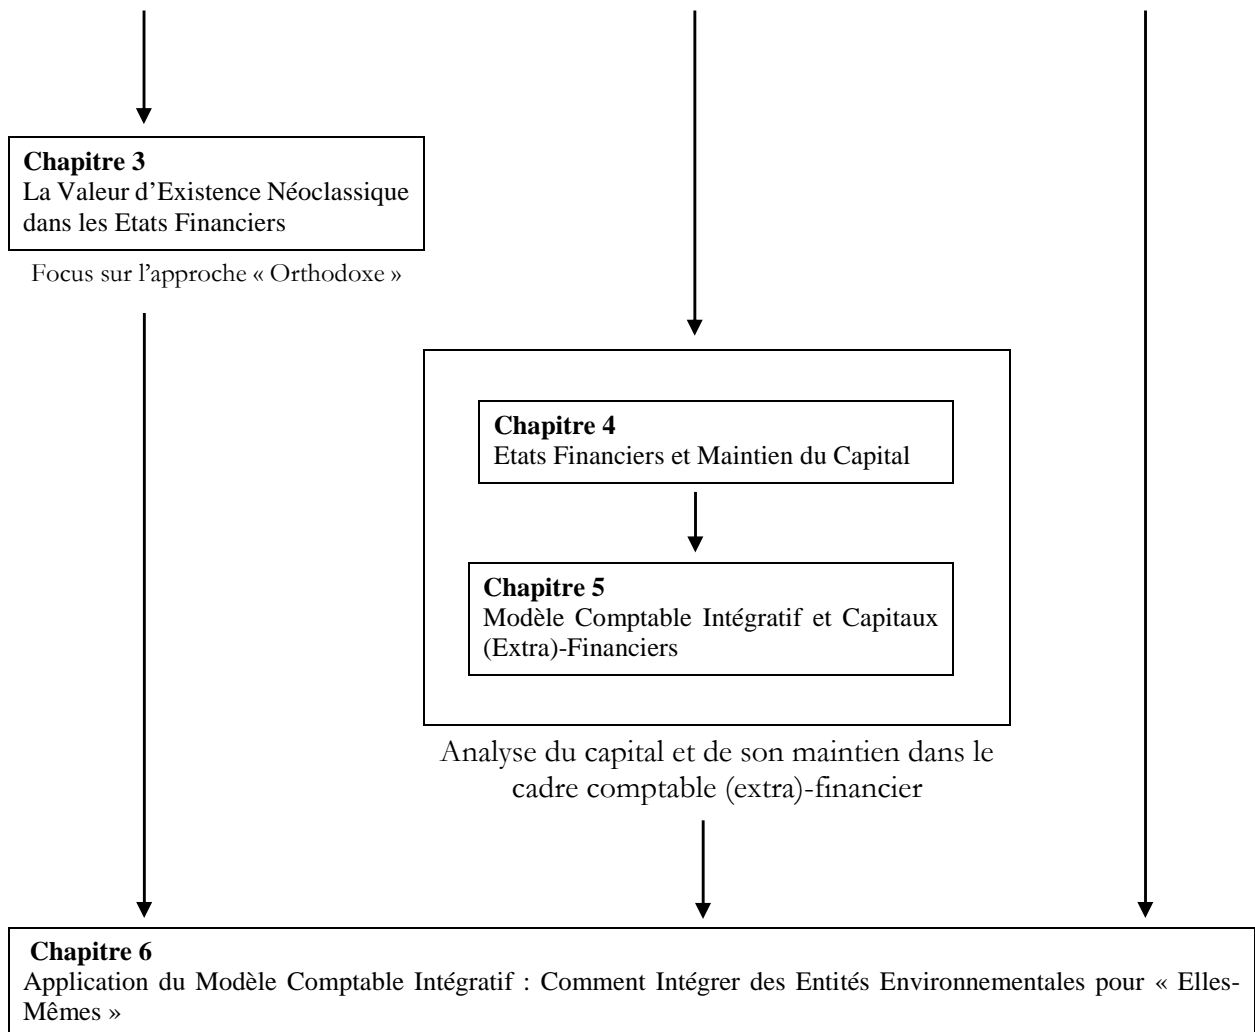 Chapitre 3
La Valeur d’Existence Néoclassique
dans les Etats Financiers
Focus sur l’approche « Orthodoxe »
Chapitre 4
Etats Financiers et Maintien du Capital
Chapitre 5
Modèle Comptable Intégratif et Capitaux
(Extra)-Financiers
Analyse du capital et de son maintien dans le
cadre comptable (extra)-financier
Chapitre 6
Application du Modèle Comptable Intégratif : Comment Intégrer des Entités Environnementales pour « Elles-
Mêmes »